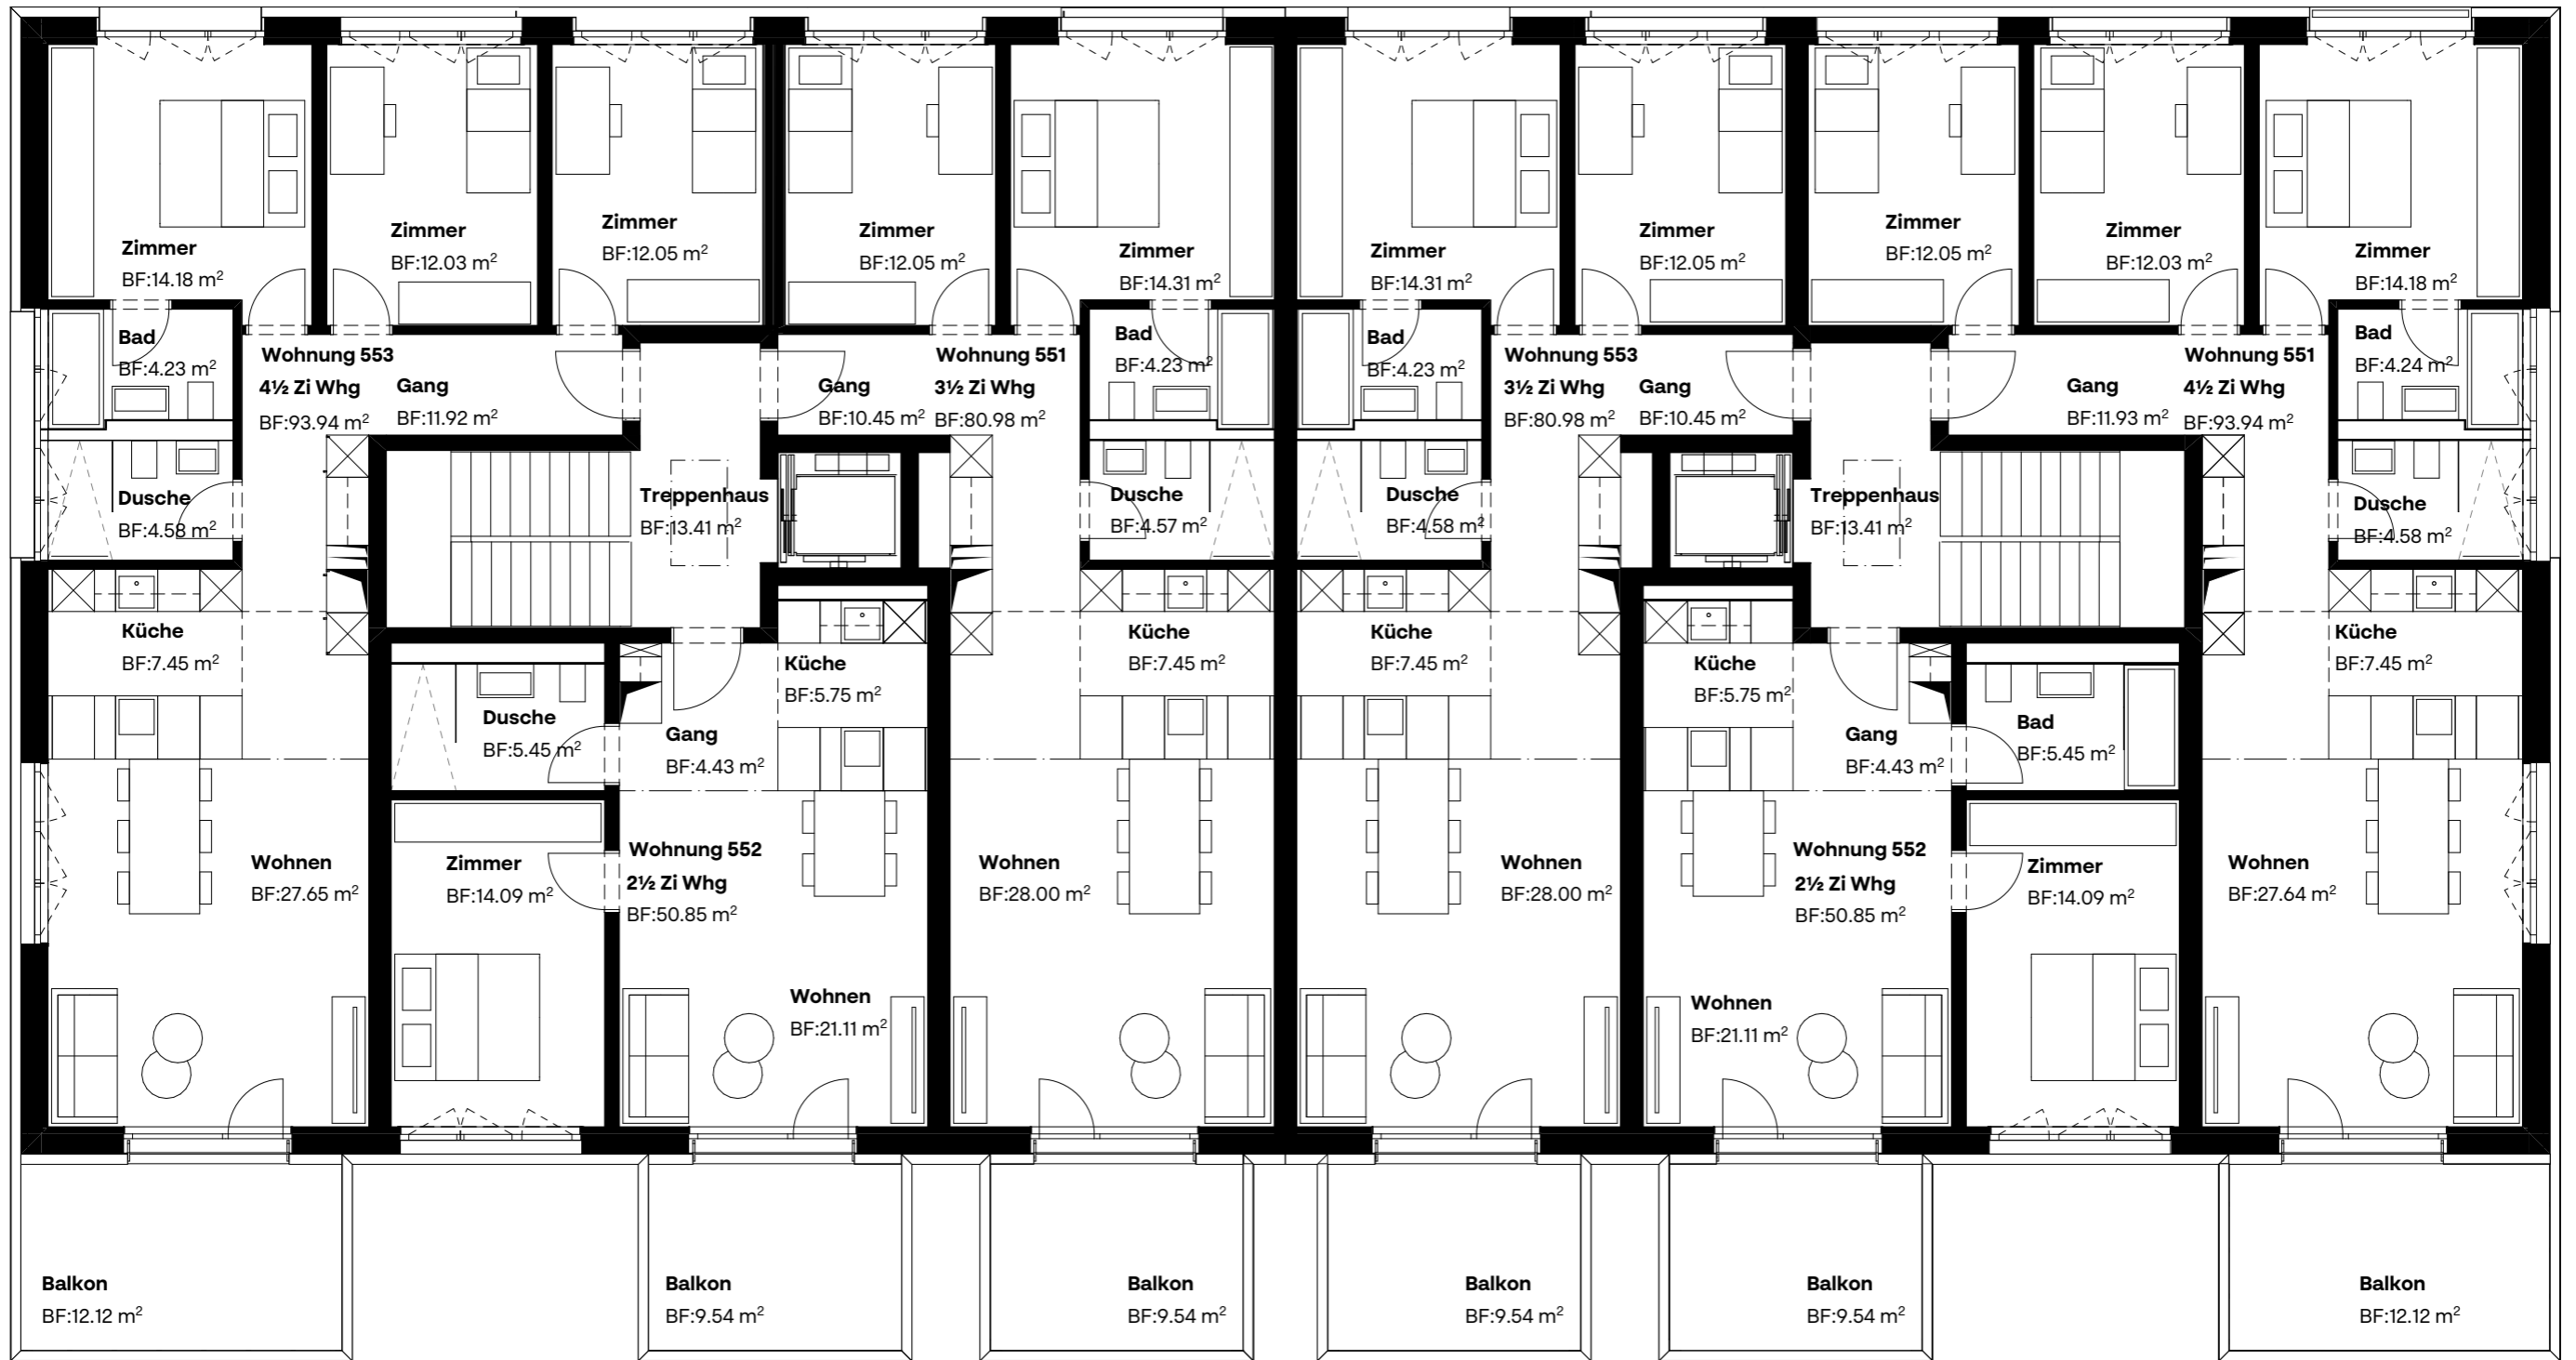 Zimmer
BF:14.18 m²
Zimmer
BF:12.03 m²
Zimmer
BF:12.05 m²
Zimmer
BF:12.05 m²
Zimmer
BF:14.31 m²
Zimmer
BF:14.31 m²
Zimmer
BF:12.05 m²
Zimmer
BF:12.05 m²
Zimmer
BF:12.03 m²
Zimmer
BF:14.18 m²
Bad
BF:4.23 m²
Wohnung 553
4½ Zi Whg
BF:93.94 m²
Gang
BF:11.92 m²
Gang
BF:10.45 m²
Wohnung 551
3½ Zi Whg
BF:80.98 m²
Bad
BF:4.23 m²
Bad
BF:4.23 m²
Wohnung 553
3½ Zi Whg
BF:80.98 m²
Gang
BF:10.45 m²
Gang
BF:11.93 m²
Wohnung 551
4½ Zi Whg
BF:93.94 m²
Bad
BF:4.24 m²
Dusche
BF:4.58 m²
Treppenhaus
BF:13.41 m²
Dusche
BF:4.57 m²
Dusche
BF:4.58 m²
Treppenhaus
BF:13.41 m²
Dusche
BF:4.58 m²
Küche
BF:7.45 m²
Küche
BF:5.75 m²
Küche
BF:7.45 m²
Küche
BF:7.45 m²
Küche
BF:5.75 m²
Küche
BF:7.45 m²
Dusche
BF:5.45 m²
Gang
BF:4.43 m²
Gang
BF:4.43 m²
Bad
BF:5.45 m²
Wohnen
BF:27.65 m²
Zimmer
BF:14.09 m²
Wohnung 552
2½ Zi Whg
BF:50.85 m²
Wohnen
BF:28.00 m²
Wohnen
BF:28.00 m²
Wohnung 552
2½ Zi Whg
BF:50.85 m²
Zimmer
BF:14.09 m²
Wohnen
BF:27.64 m²
Wohnen
BF:21.11 m²
Wohnen
BF:21.11 m²
Balkon
BF:12.12 m²
Balkon
BF:9.54 m²
Balkon
BF:9.54 m²
Balkon
BF:9.54 m²
Balkon
BF:9.54 m²
Balkon
BF:12.12 m²